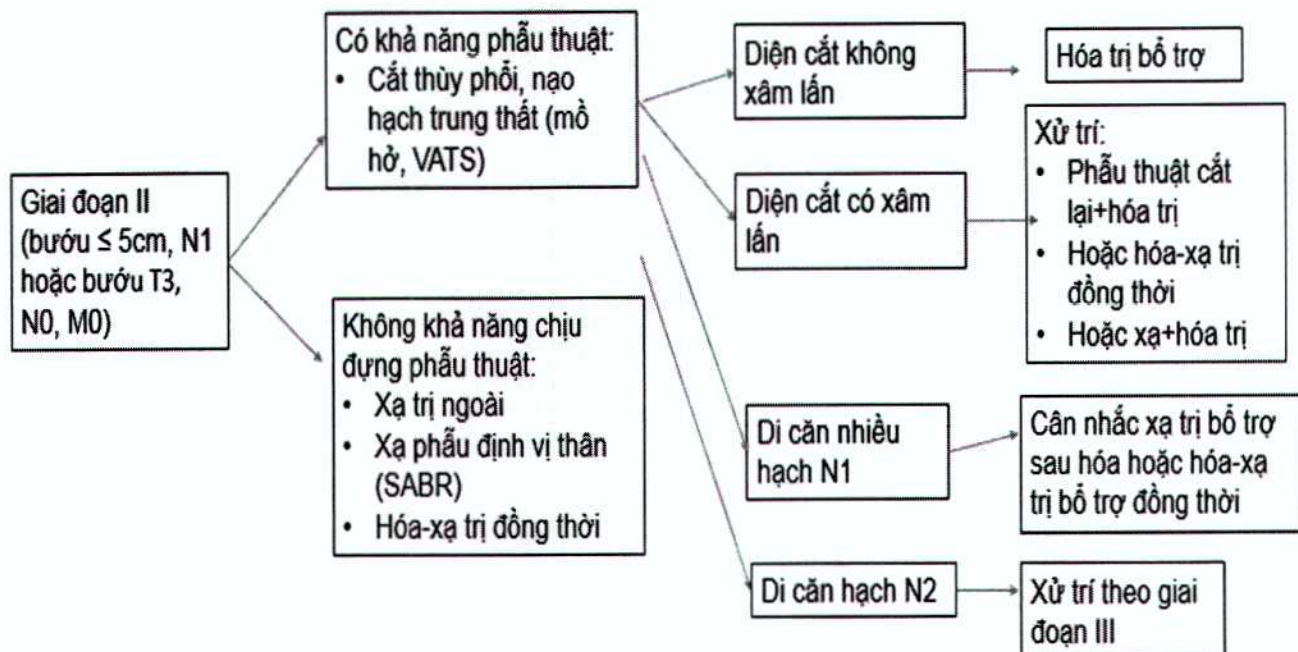 Giai đoạn II
(bướu ≤ 5cm, N1
hoặc bướu T3,
N0, M0)
Có khả năng phẫu thuật:
• Cắt thùy phổi, nạo
hạch trung thất (mổ
hở, VATS)
Không khả năng chịu
đựng phẫu thuật:
• Xạ trị ngoài
• Xạ phẫu định vị thân
(SABR)
• Hóa-xạ trị đồng thời
Diện cắt không
xâm lấn
Hóa trị bổ trợ
Diện cắt có xâm
lấn
Xử trí:
• Phẫu thuật cắt
lại+hóa trị
• Hoặc hóa-xạ trị
đồng thời
• Hoặc xạ+hóa trị
Di căn nhiều
hạch N1
Cân nhắc xạ trị bổ trợ
sau hóa hoặc hóa-xạ
trị bổ trợ đồng thời
Di căn hạch N2
Xử trí theo giai
đoạn III